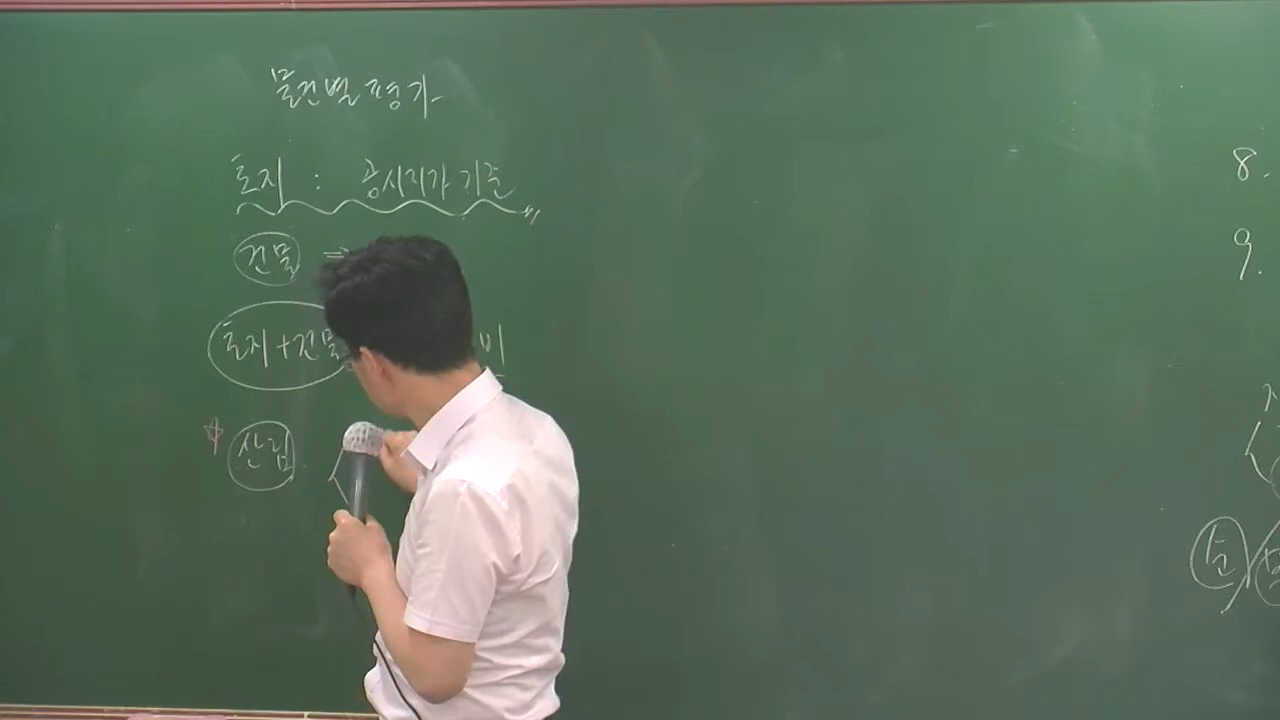 물건별 평가
토지 : 공시지가 기준
건물 ⇒
토지+건물 비
☆ 산림
8.
9.